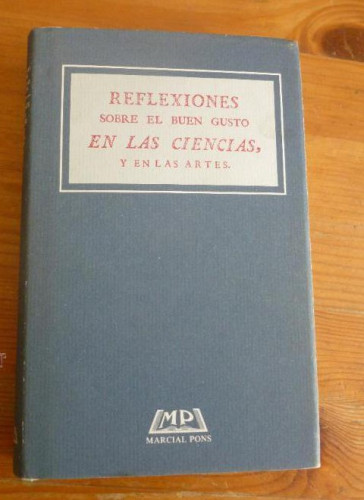 REFLEXIONES
SOBRE EL BUEN GUSTO
EN LAS CIENCIAS,
Y EN LAS ARTES.
MP
MARCIAL PONS